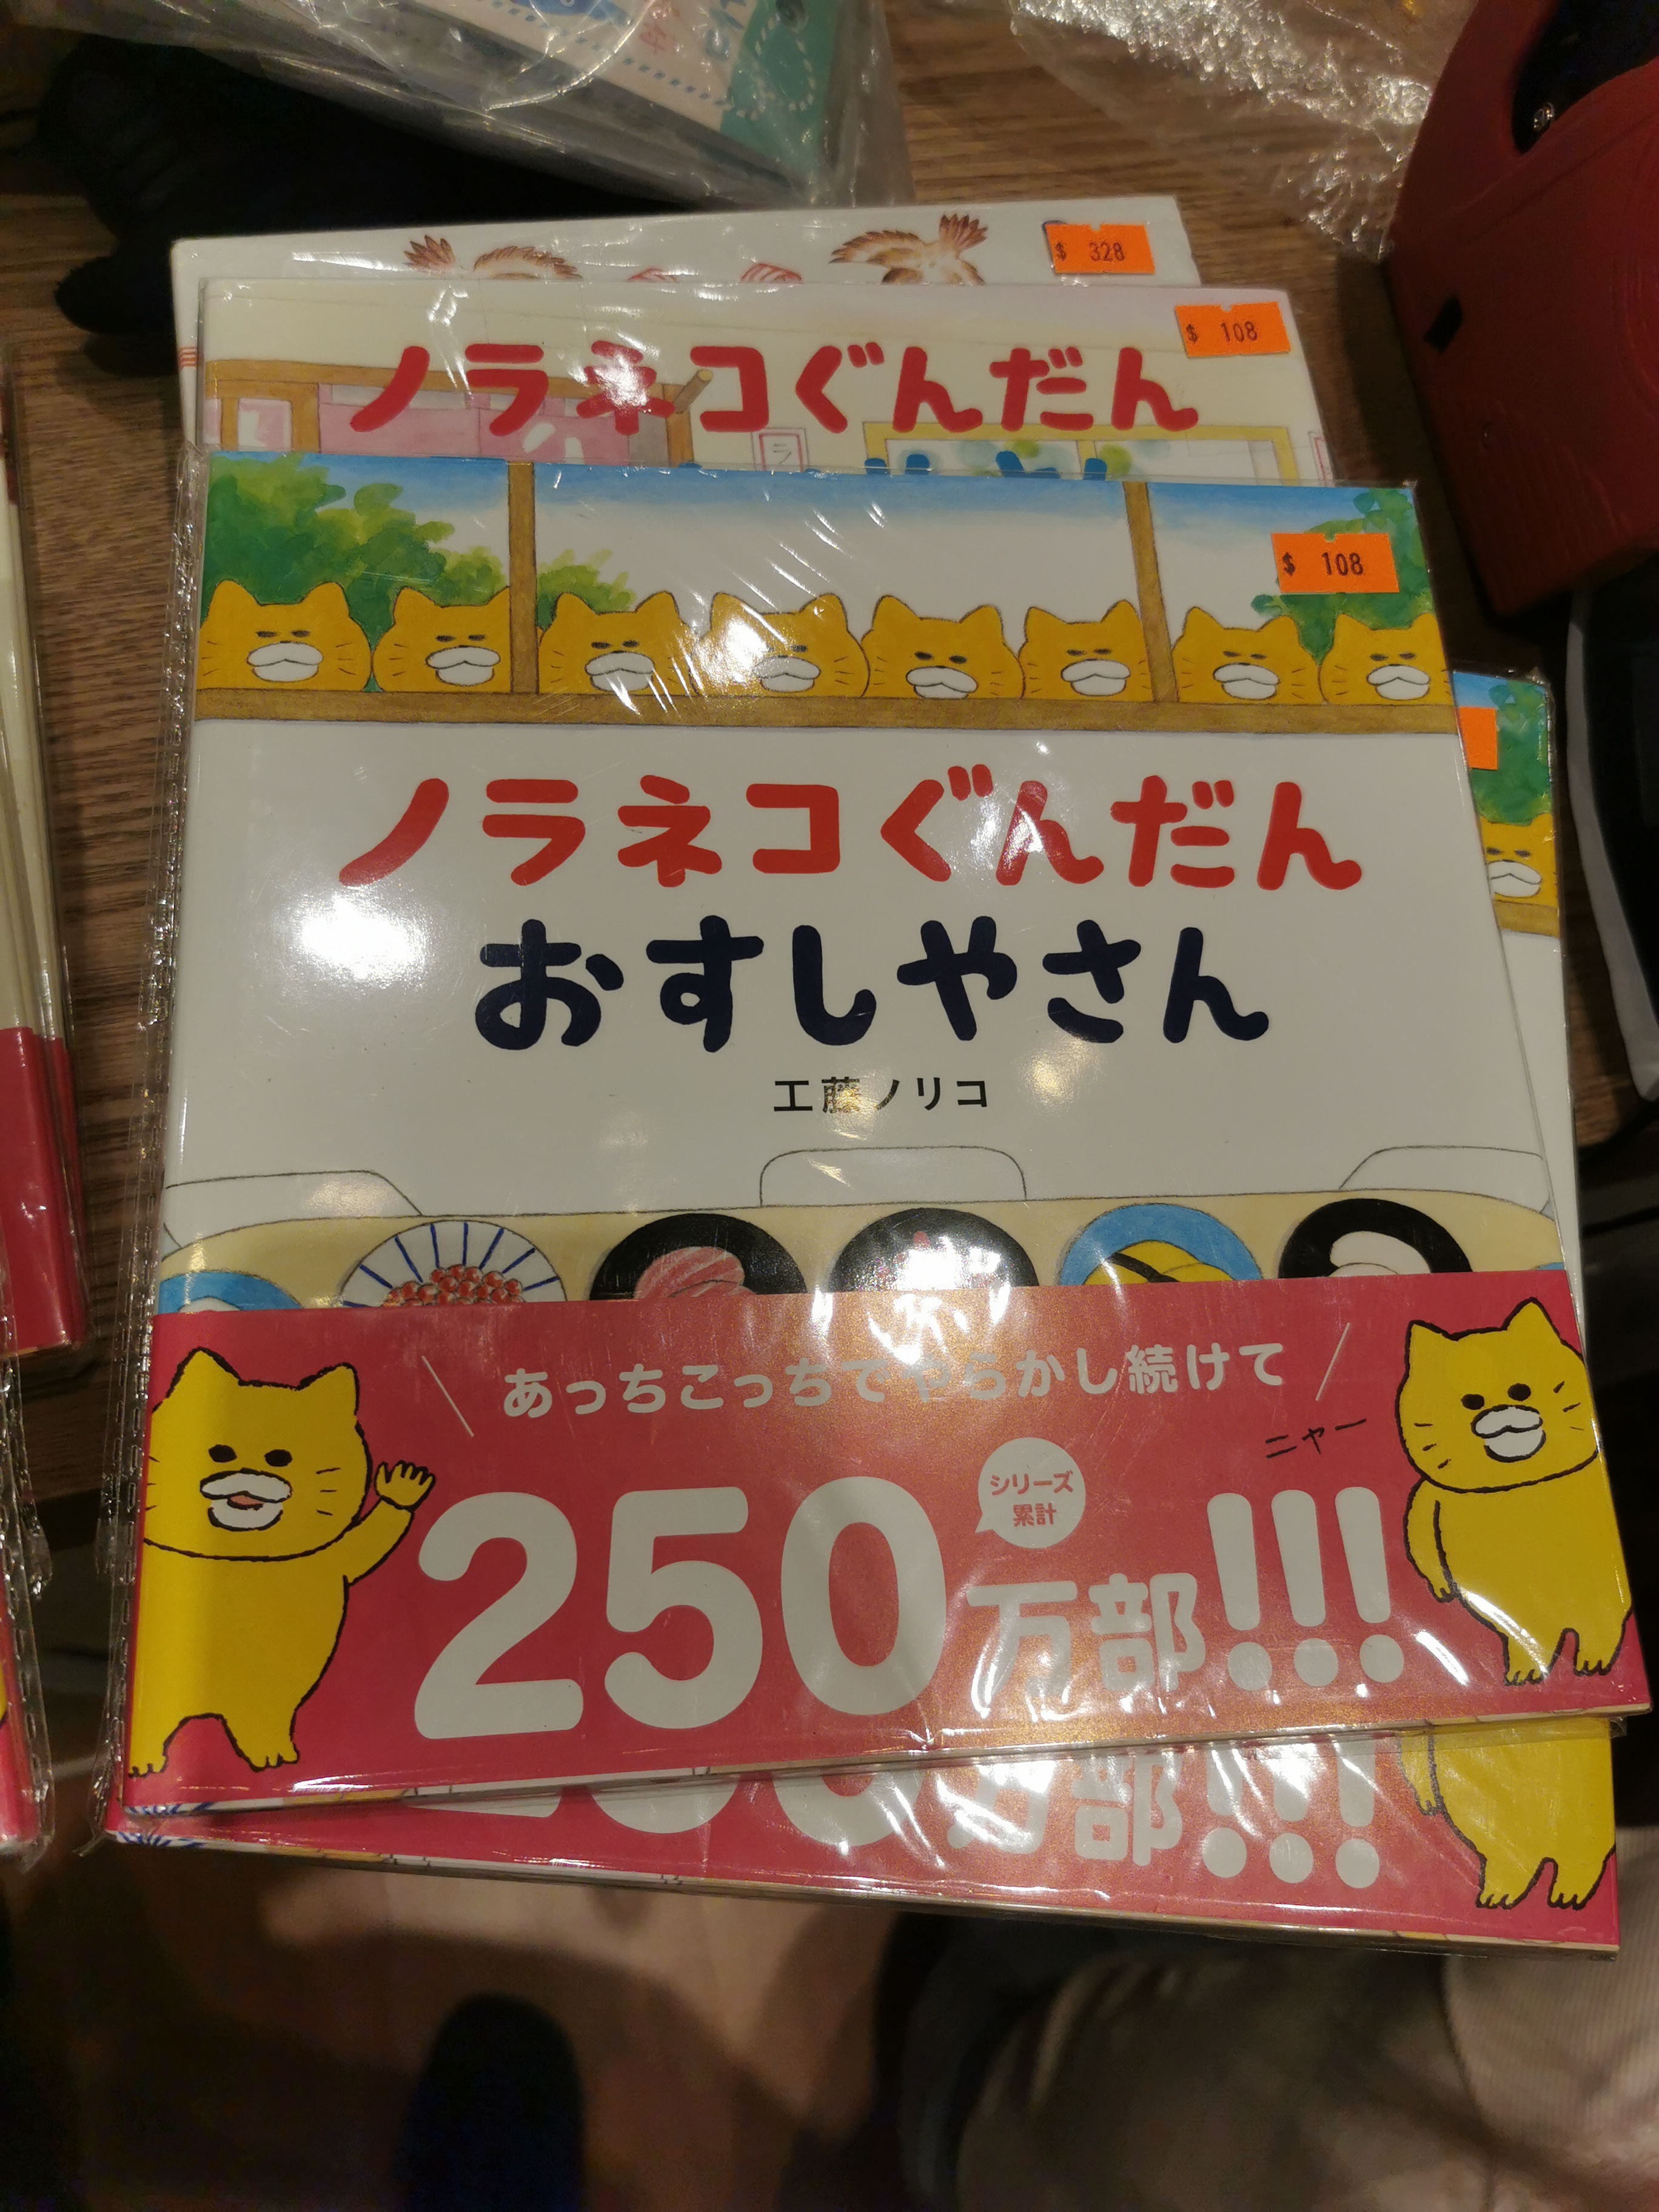 $ 328
$ 108
ノラネコぐんだん
$ 108
ノラネコぐんだん
おすしやさん
工藤ノリコ
あっちこっちでやらかし続けて
ニャー
シリーズ
累計
250万部!!!
万部!!!